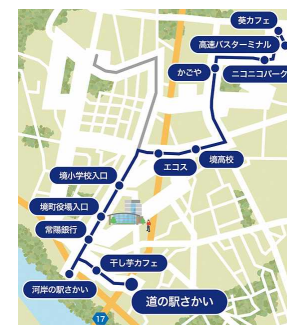 葵カフェ
高速バスターミナル
ニコニコパーク
かごや
境高校
エコス
境小学校入口
境町役場入口
常陽銀行
干し芋カフェ
河岸の駅さかい
道の駅さかい
17